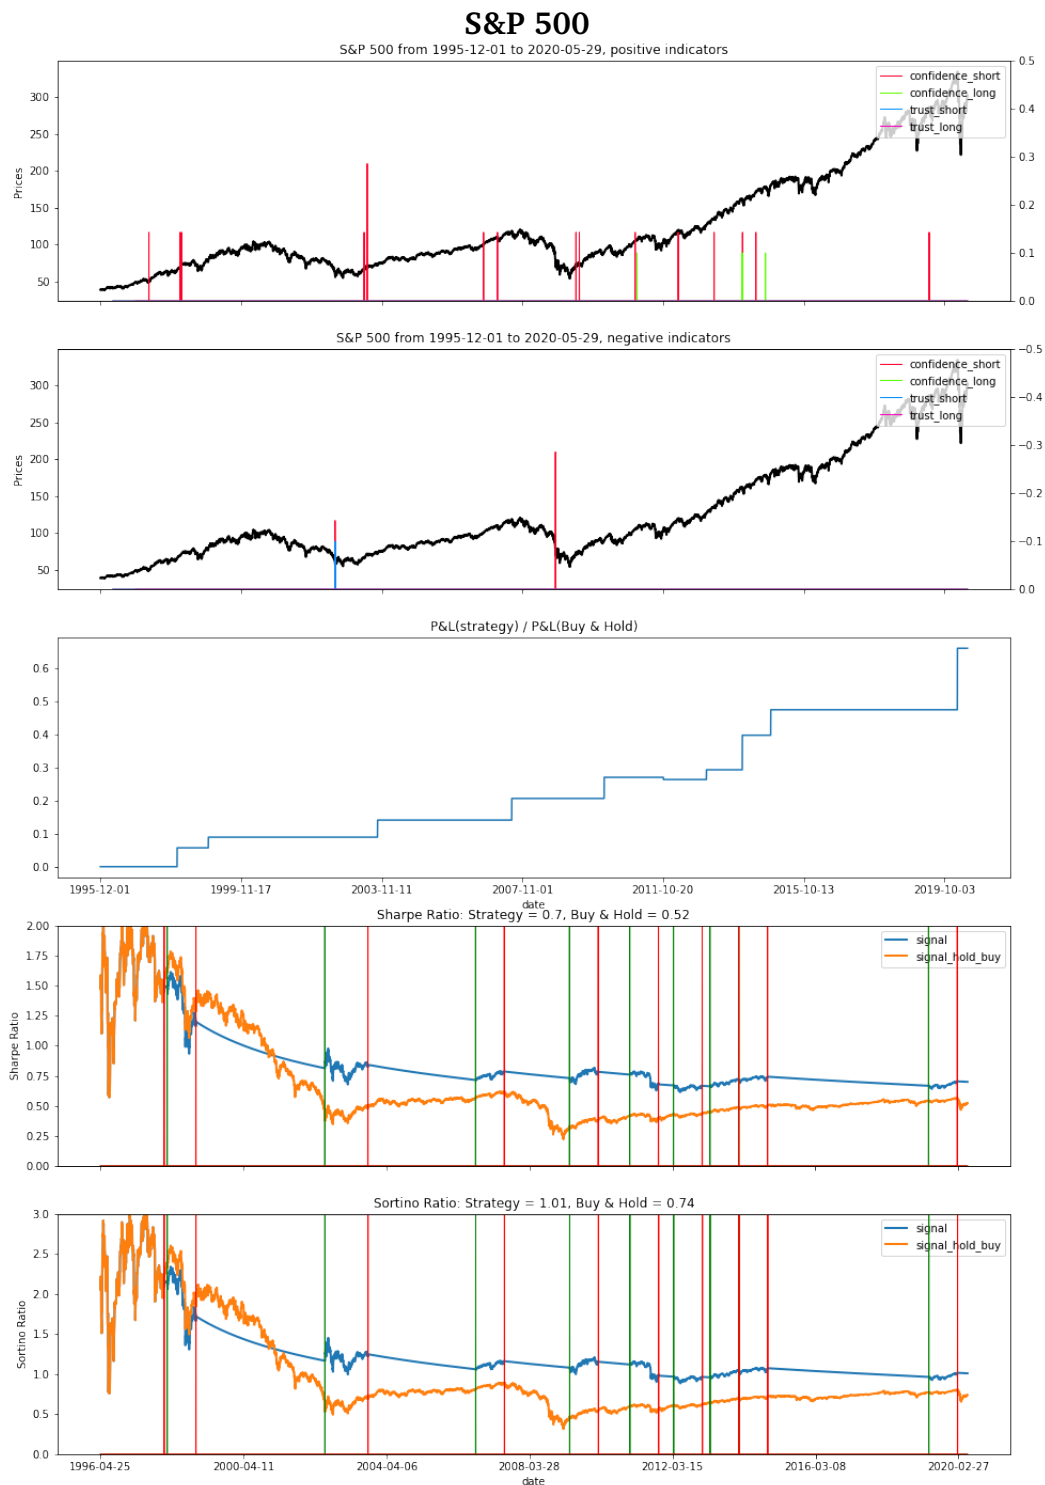 S&P 500
S&P 500 from 1995-12-01 to 2020-05-29, positive indicators
confidence_short
confidence_long
trust_short
trust_long
Prices
300
250
200
150
100
50
0.5
0.4
0.3
0.2
0.1
0.0
S&P 500 from 1995-12-01 to 2020-05-29, negative indicators
confidence_short
confidence_long
trust_short
trust_long
Prices
300
250
200
150
100
50
−0.5
−0.4
−0.3
−0.2
−0.1
0.0
P&L(strategy) / P&L(Buy & Hold)
0.6
0.5
0.4
0.3
0.2
0.1
0.0
1995-12-01 1999-11-17 2003-11-11 2007-11-01 2011-10-20 2015-10-13 2019-10-03
date
Sharpe Ratio: Strategy = 0.7, Buy & Hold = 0.52
signal
signal_hold_buy
Sharpe Ratio
2.00
1.75
1.50
1.25
1.00
0.75
0.50
0.25
0.00
Sortino Ratio: Strategy = 1.01, Buy & Hold = 0.74
signal
signal_hold_buy
Sortino Ratio
3.0
2.5
2.0
1.5
1.0
0.5
0.0
1996-04-25 2000-04-11 2004-04-06 2008-03-28 2012-03-15 2016-03-08 2020-02-27
date